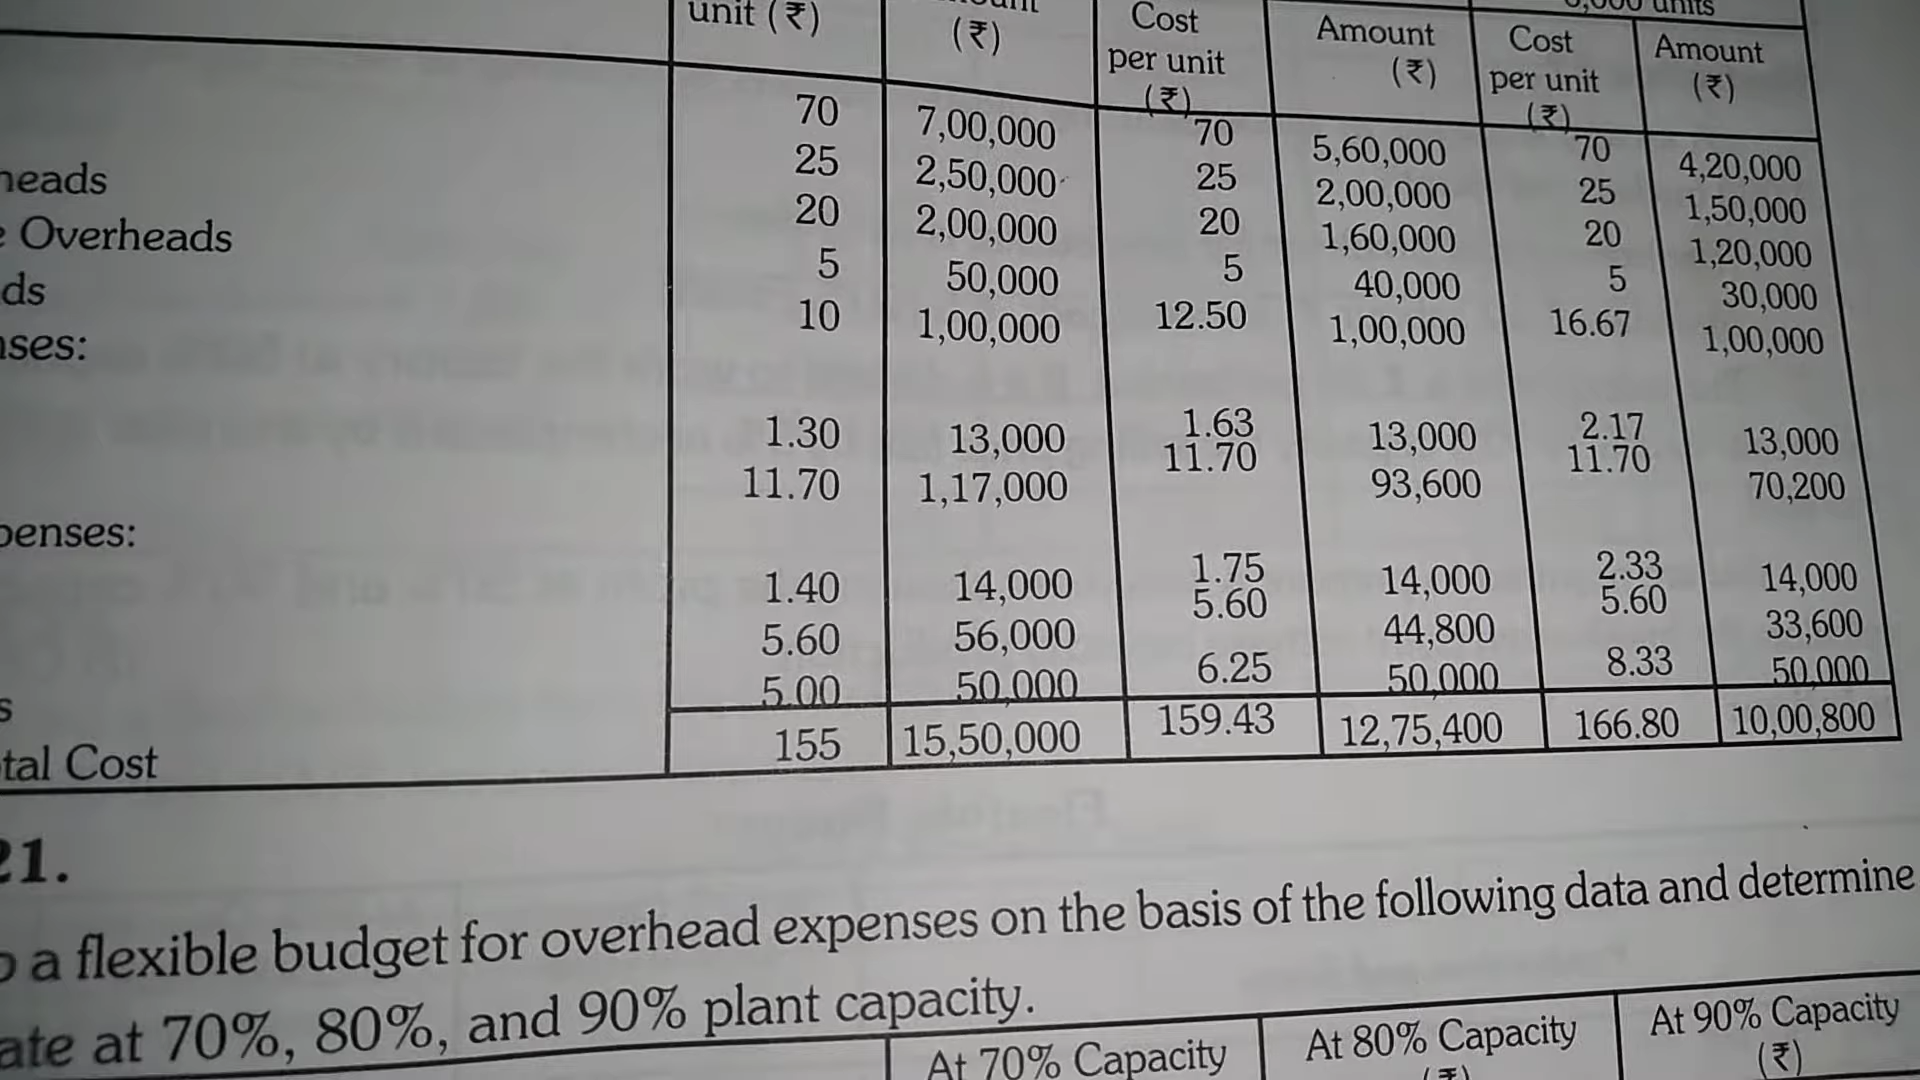 unit (₹) (₹) Cost per unit (₹) Amount (₹) units Cost per unit (₹) Amount (₹)
70 7,00,000 70 5,60,000 70 4,20,000
heads 25 2,50,000 25 2,00,000 25 1,50,000
Overheads 20 2,00,000 20 1,60,000 20 1,20,000
ds 5 50,000 5 40,000 5 30,000
nses: 10 1,00,000 12.50 1,00,000 16.67 1,00,000
1.30 13,000 1.63 13,000 2.17 13,000
11.70 1,17,000 11.70 93,600 11.70 70,200
penses:
1.40 14,000 1.75 14,000 2.33 14,000
5.60 56,000 5.60 44,800 5.60 33,600
s 5.00 50,000 6.25 50,000 8.33 50,000
tal Cost 155 15,50,000 159.43 12,75,400 166.80 10,00,800
21.
a flexible budget for overhead expenses on the basis of the following data and determine
ate at 70%, 80%, and 90% plant capacity.
At 70% Capacity At 80% Capacity (₹) At 90% Capacity (₹)